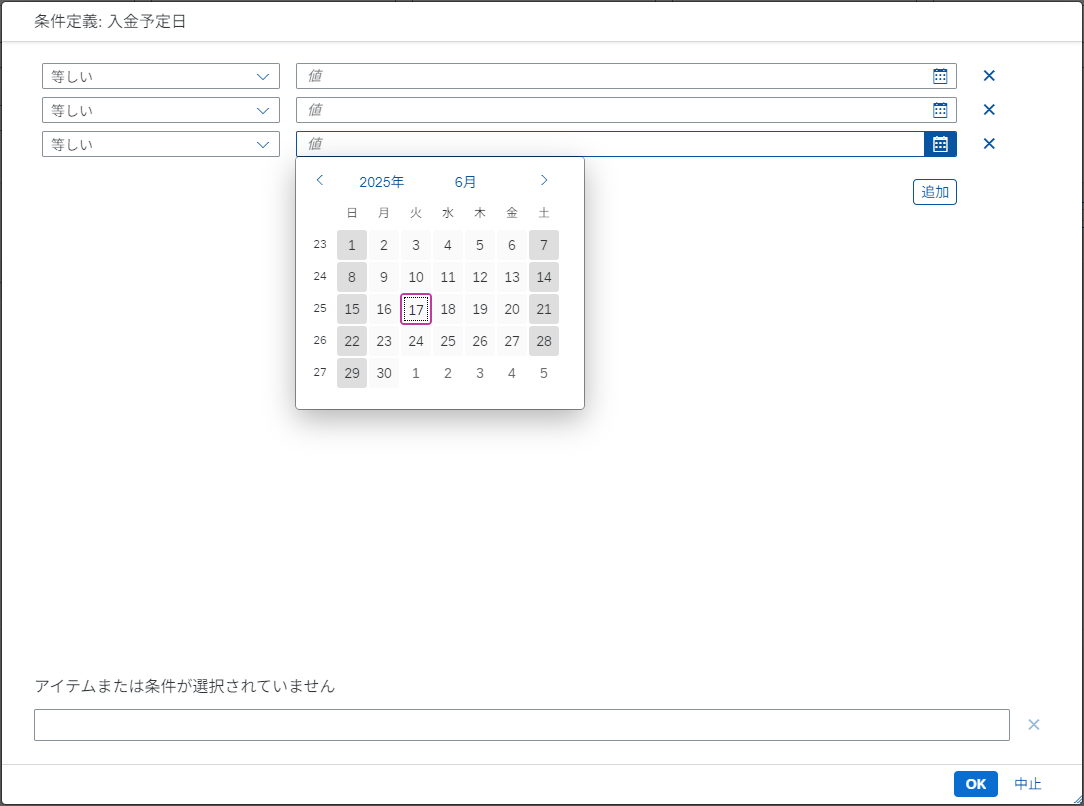 条件定義: 入金予定日
等しい 値
等しい 値
等しい 値
2025年 6月
追加
日 月 火 水 木 金 土
23 1 2 3 4 5 6 7
24 8 9 10 11 12 13 14
25 15 16 17 18 19 20 21
26 22 23 24 25 26 27 28
27 29 30 1 2 3 4 5
アイテムまたは条件が選択されていません
OK 中止